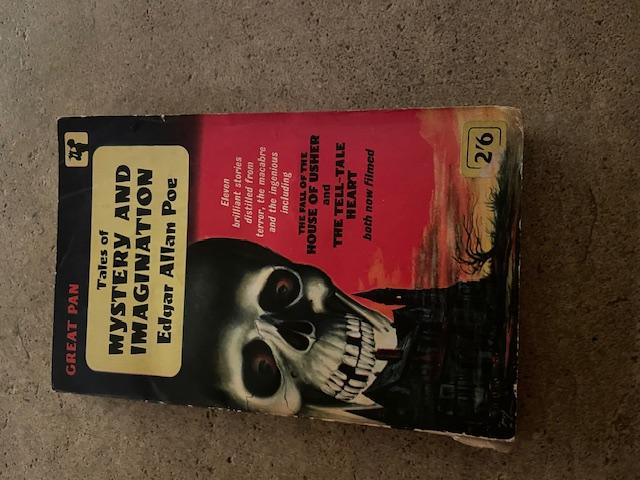 GREAT PAN
Tales of
MYSTERY AND
IMAGINATION
Edgar Allan Poe
Eleven
brilliant stories
distilled from
terror, the macabre
and the ingenious
including
THE FALL OF THE
HOUSE OF USHER
and
THE TELL-TALE
HEART
both now filmed
2'6